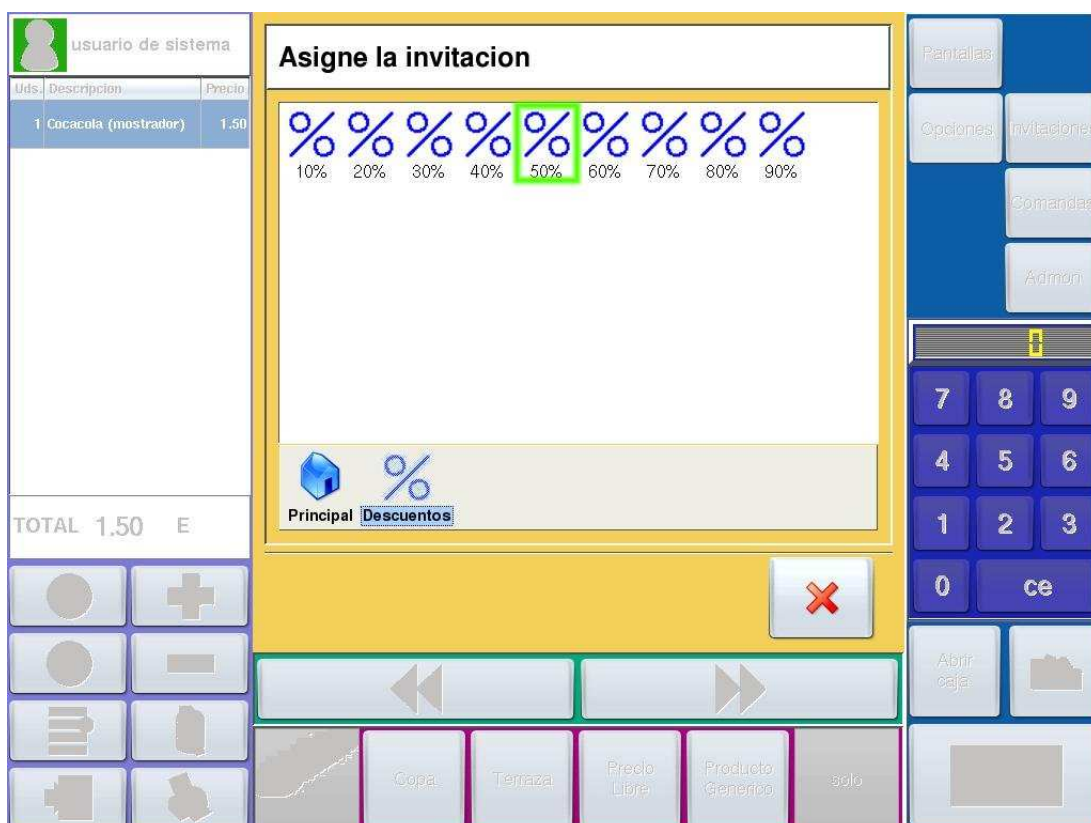 usuario de sistema
Uds. Descripcion Precio
1 Cocacola (mostrador) 1.50
TOTAL 1.50 E
Asigne la invitacion
10% 20% 30% 40% 50% 60% 70% 80% 90%
Principal Descuentos
Copa Terraza Precio Libre Producto Generico solo
Pantallas
Opciones Invitaciones
Comandas
Admon
0
7 8 9
4 5 6
1 2 3
0 ce
Abrir
caja